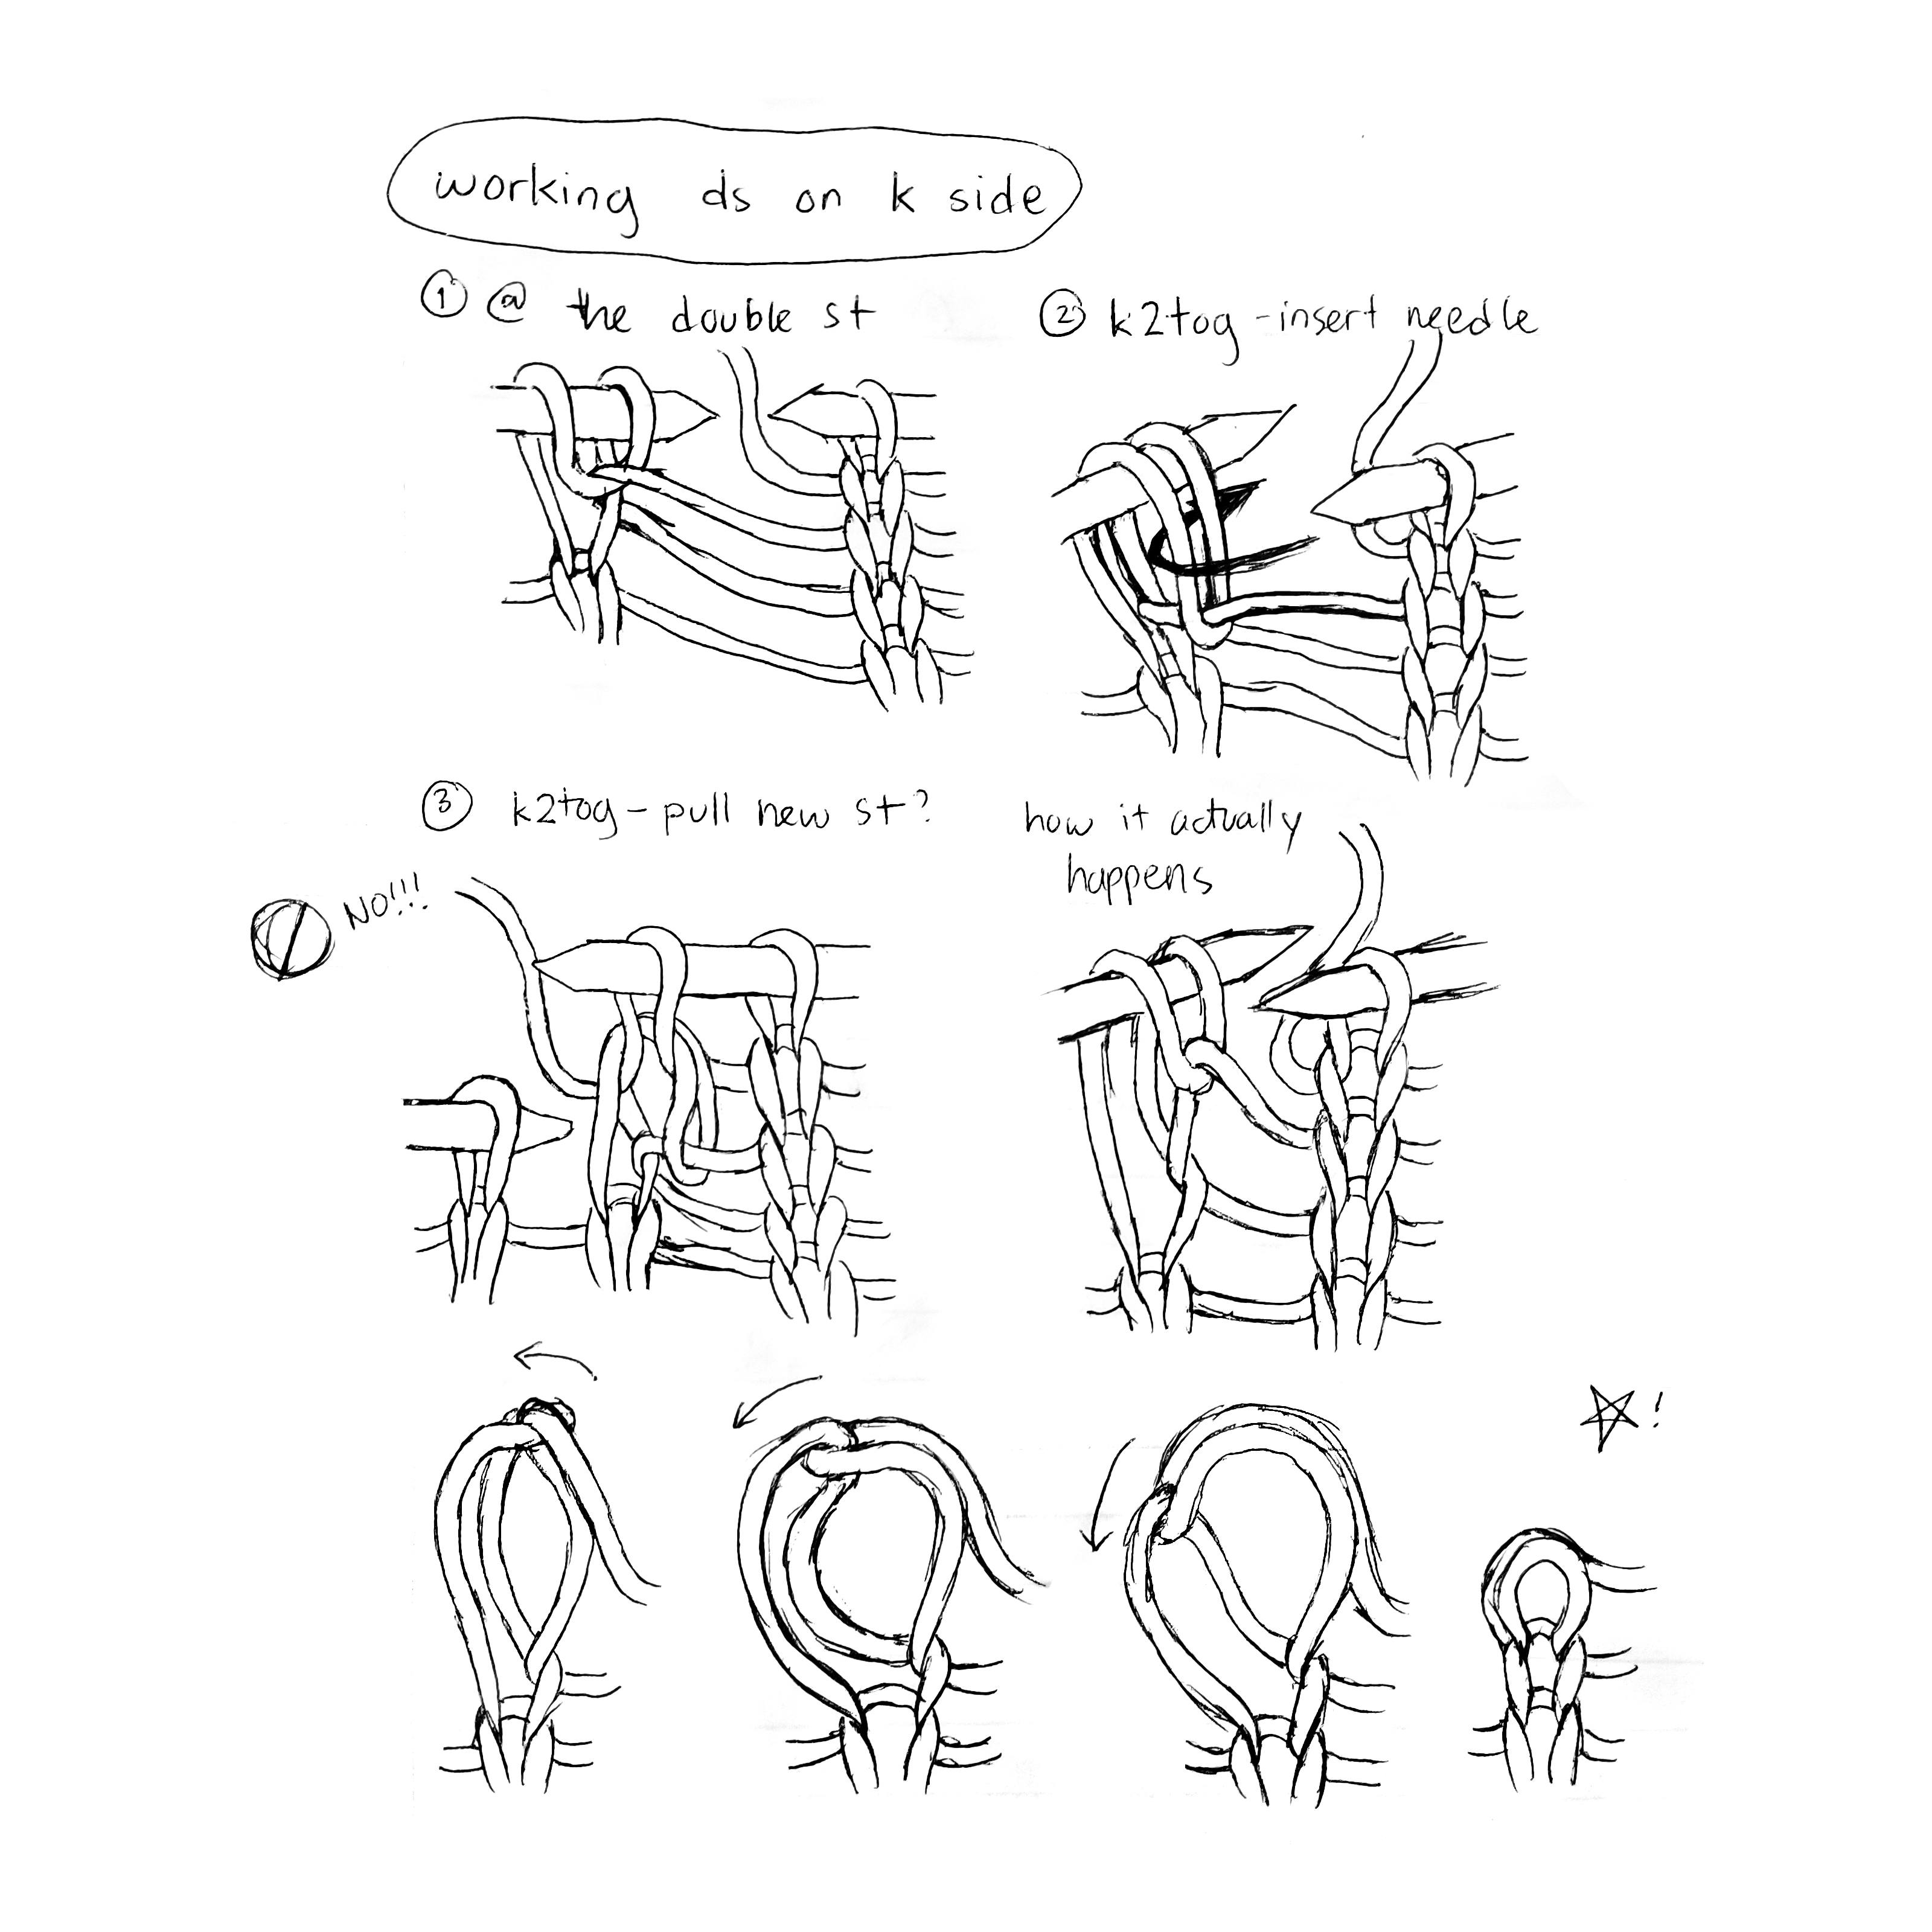 working ds on k side
① @ the double st
② k2tog - insert needle
③ k2tog - pull new st?
how it actually
happens
NO!!!
!